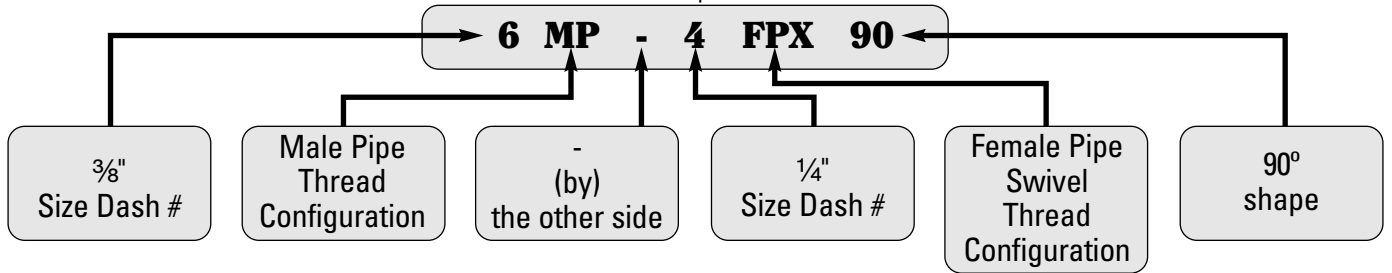 6 MP - 4 FPX 90
⅜"
Size Dash #
Male Pipe
Thread
Configuration
-
(by)
the other side
¼"
Size Dash #
Female Pipe
Swivel
Thread
Configuration
90º
shape